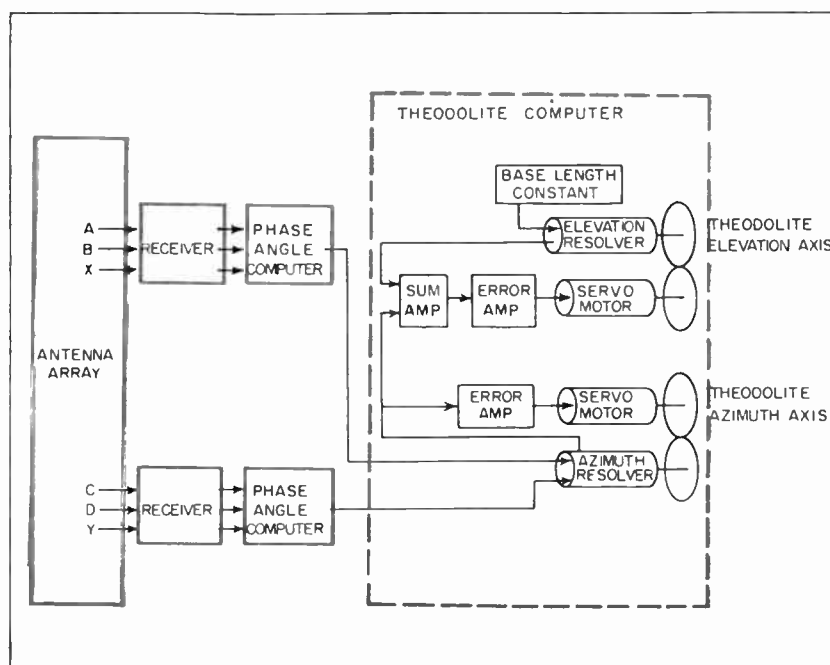 THEODOLITE COMPUTER
BASE LENGTH
CONSTANT
ELEVATION
RESOLVER
THEODOLITE
ELEVATION AXIS
A
B
X
RECEIVER
PHASE
ANGLE
COMPUTER
SUM
AMP
ERROR
AMP
SERVO
MOTOR
ANTENNA
ARRAY
ERROR
AMP
SERVO
MOTOR
THEODOLITE
AZIMUTH AXIS
AZIMUTH
RESOLVER
C
D
Y
RECEIVER
PHASE
ANGLE
COMPUTER